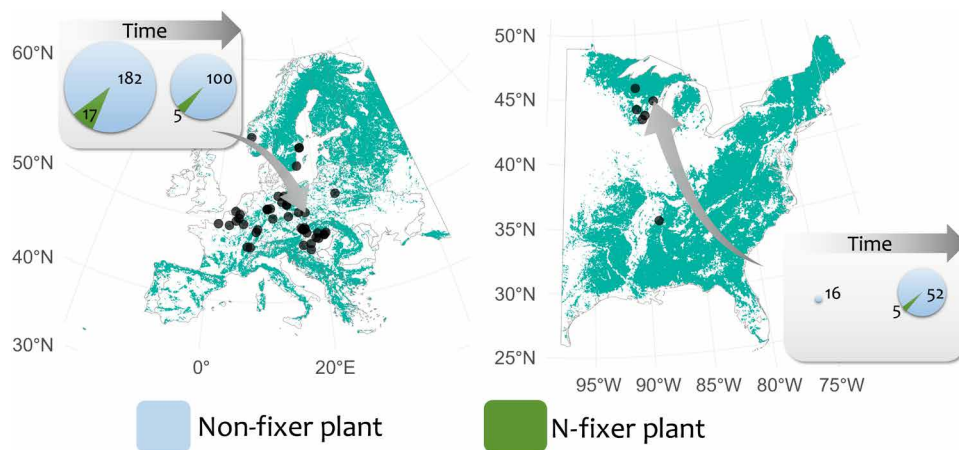 Time
182
17
100
5
60°N
50°N
40°N
30°N
0°
20°E
50°N
45°N
40°N
35°N
30°N
25°N
95°W
90°W
85°W
80°W
75°W
Time
16
52
5
Non-fixer plant
N-fixer plant